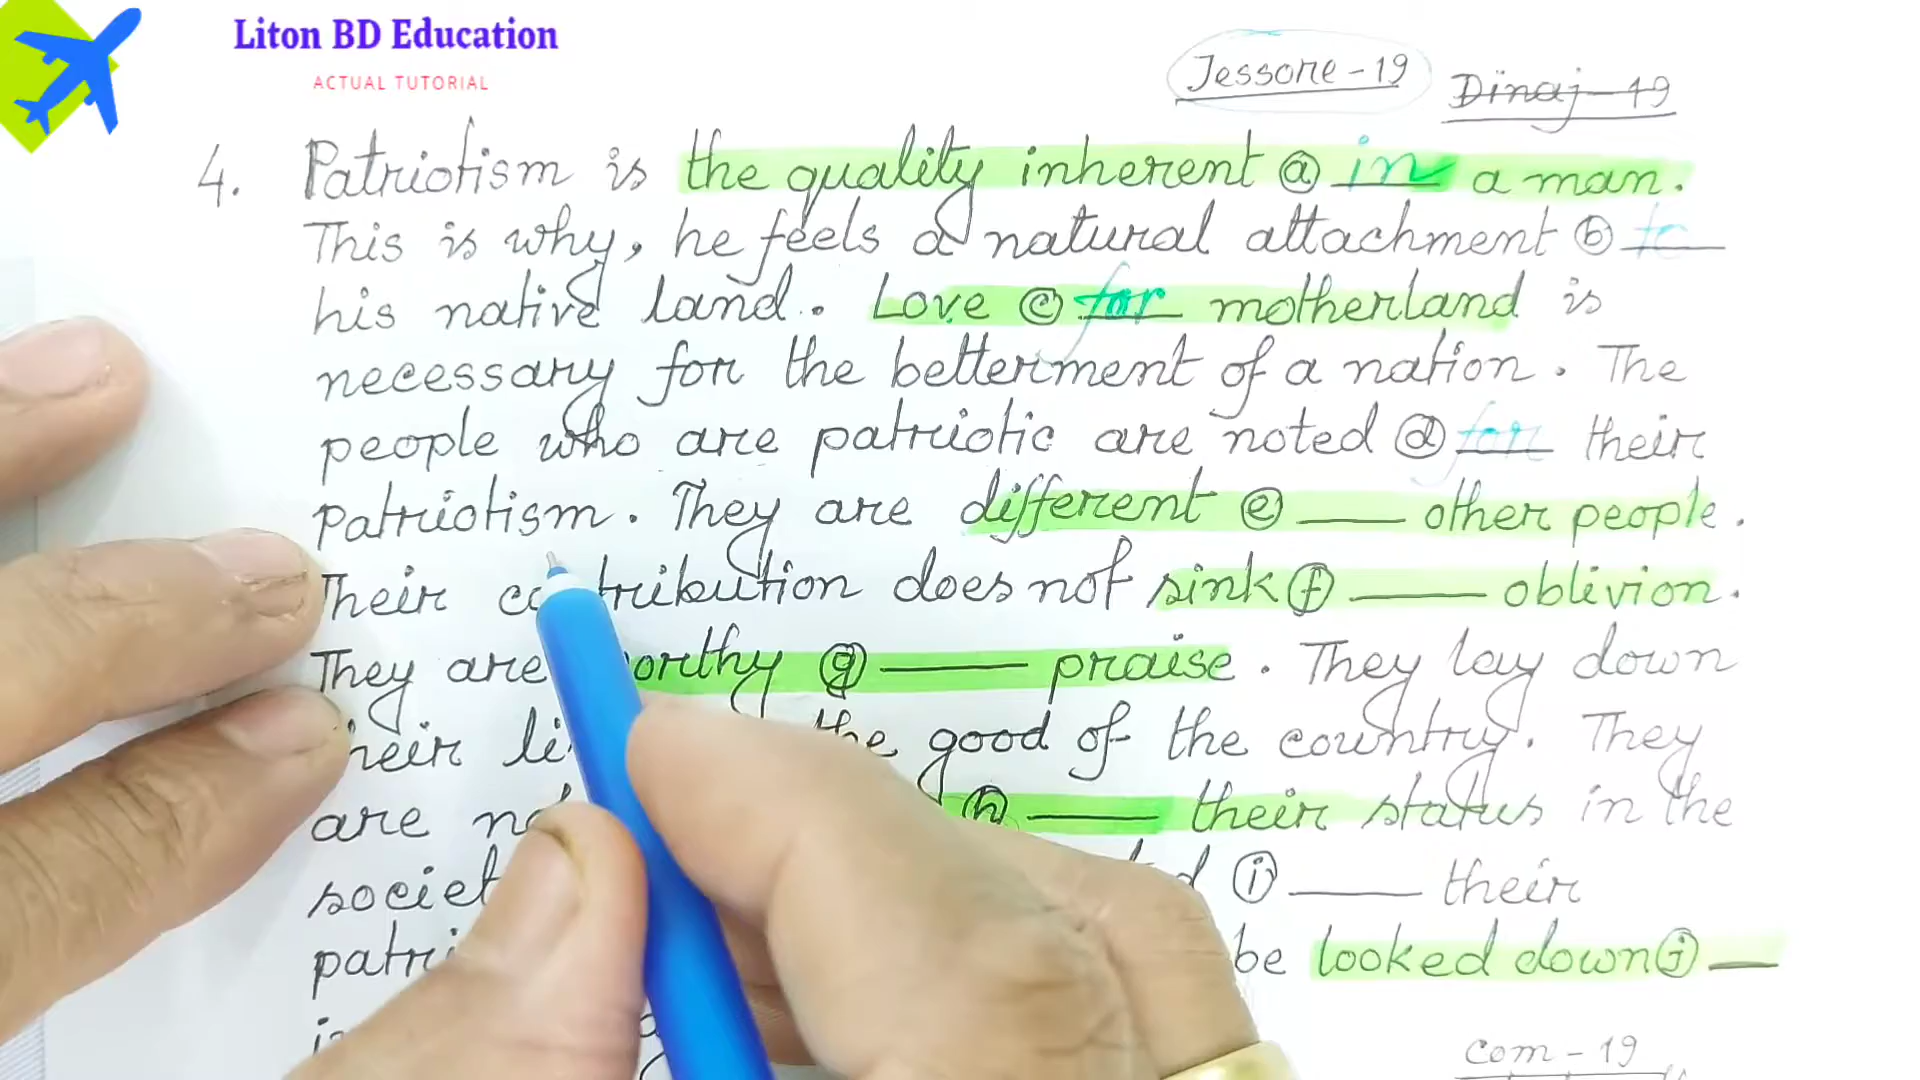 Liton BD Education
ACTUAL TUTORIAL
Jessore-19 Dinaj-19
4. Patriotism is the quality inherent ⓐ in a man.
This is why, he feels a natural attachment ⓑ to
his native land. Love ⓒ for motherland is
necessary for the betterment of a nation. The
people who are patriotic are noted ⓓ for their
patriotism. They are different ⓔ ___ other people.
Their contribution does not sink ⓕ ___ oblivion.
They are worthy ⓖ ___ praise. They lay down
their the good of the country. They
are ⓗ ___ their status in the
ⓘ ___ their
be looked down ⓙ ___
Com-19